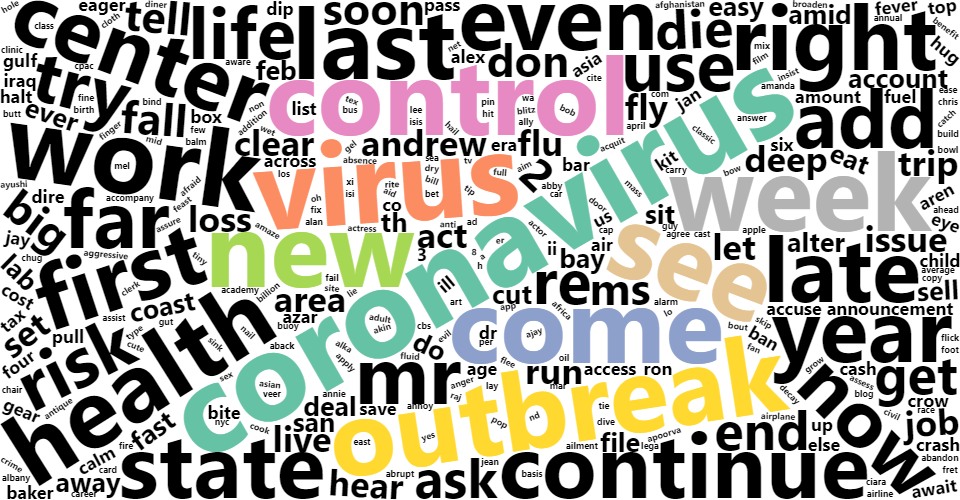 coronavirus
outbreak
control
virus
new
come
see
week
center
life
last
even
right
die
use
add
work
try
far
first
health
risk
state
continue
late
year
know
get
end
ask
mr
rems
run
tell
soon
pass
easy
amid
fever
top
hug
eager
dip
hole
class
cloth
diner
afghanistan
broaden
annual
benefit
clinic
gulf
iraq
halt
butt
cpac
fine
birth
ever
finger
fall
mid
bind
box
few
balm
aware
feb
alex
net
don
asia
cite
mix
film
amanda
insist
account
amount
fuel
ease
chris
catch
build
bowl
list
tex
bus
lee
isis
hail
pin
hit
wa
blitz
ally
bob
fly
com
april
jan
classic
answer
six
deep
eat
trip
non
addition
wet
clear
across
los
gel
absence
andrew
era
flu
sea
dry
bill
bet
tv
tip
full
aim
2
bar
abby
car
acquit
kit
carry
mass
bow
aren
ahead
eye
mel
accompany
ayushi
afraid
feast
assure
dire
big
loss
amaze
oh
fix
alan
xi
isi
rite
aid
co
th
actress
anti
ad
actor
door
us
cap
sit
guy
agree
cast
apple
let
alter
issue
child
average
copy
sell
jay
chug
lab
cost
tax
set
four
aggressive
tiny
clerk
coast
assist
pull
type
cute
gut
sink
nail
academy
billion
fail
site
lie
area
azar
buoy
aback
adult
akin
alka
apply
fluid
do
cbs
evil
act
3
a
er
8
h
ill
art
cut
app
ii
bay
air
africa
alarm
lo
dr
per
ajay
flee
oil
access
ron
age
anger
raj
lay
mar
bout
skip
ban
fan
accuse
announcement
flick
foot
grow
cash
assess
blog
decay
civil
crow
race
job
crash
abandon
fret
await
ciara
airline
up
else
airplane
chair
gear
antique
fast
fire
calm
card
crime
albany
baker
away
career
sex
bite
nyc
cook
asian
veer
annie
deal
san
live
save
annoy
east
yes
hear
abrupt
jean
pop
nd
basis
tie
dive
ailment
file
lega
apoorva